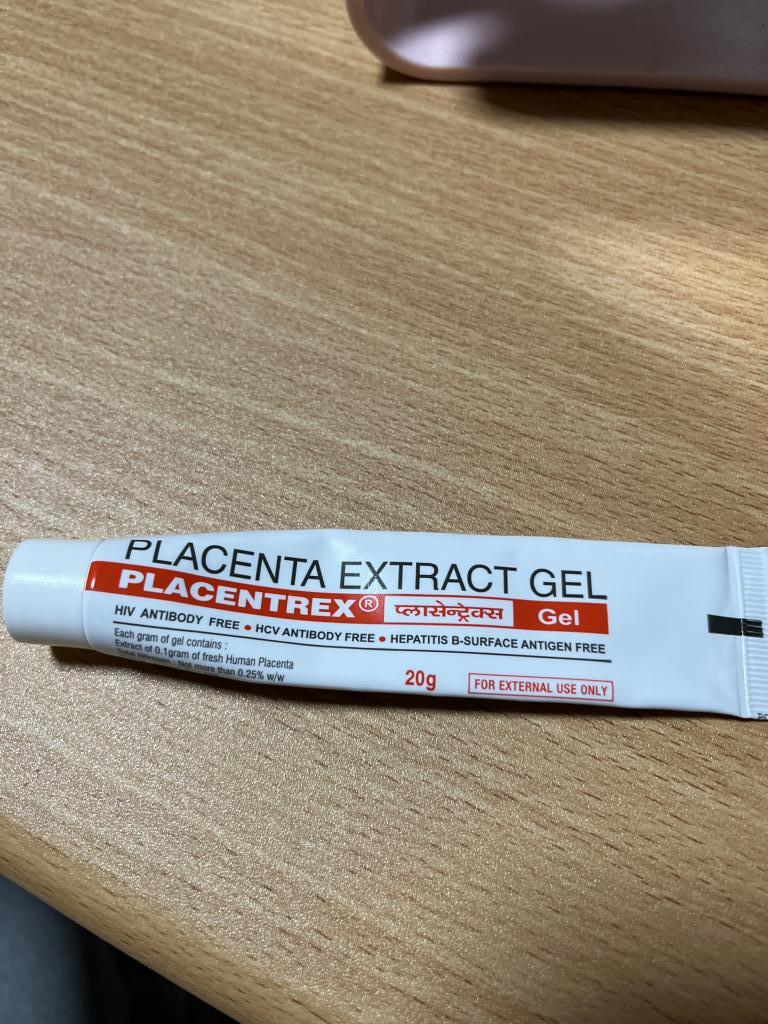 PLACENTA EXTRACT GEL
PLACENTREX® प्लासेन्ट्रेक्स Gel
HIV ANTIBODY FREE • HCV ANTIBODY FREE • HEPATITIS B-SURFACE ANTIGEN FREE
Each gram of gel contains :
Extract of 0.1gram of fresh Human Placenta
Total Nitrogen : Not more than 0.25% w/w
20g
FOR EXTERNAL USE ONLY